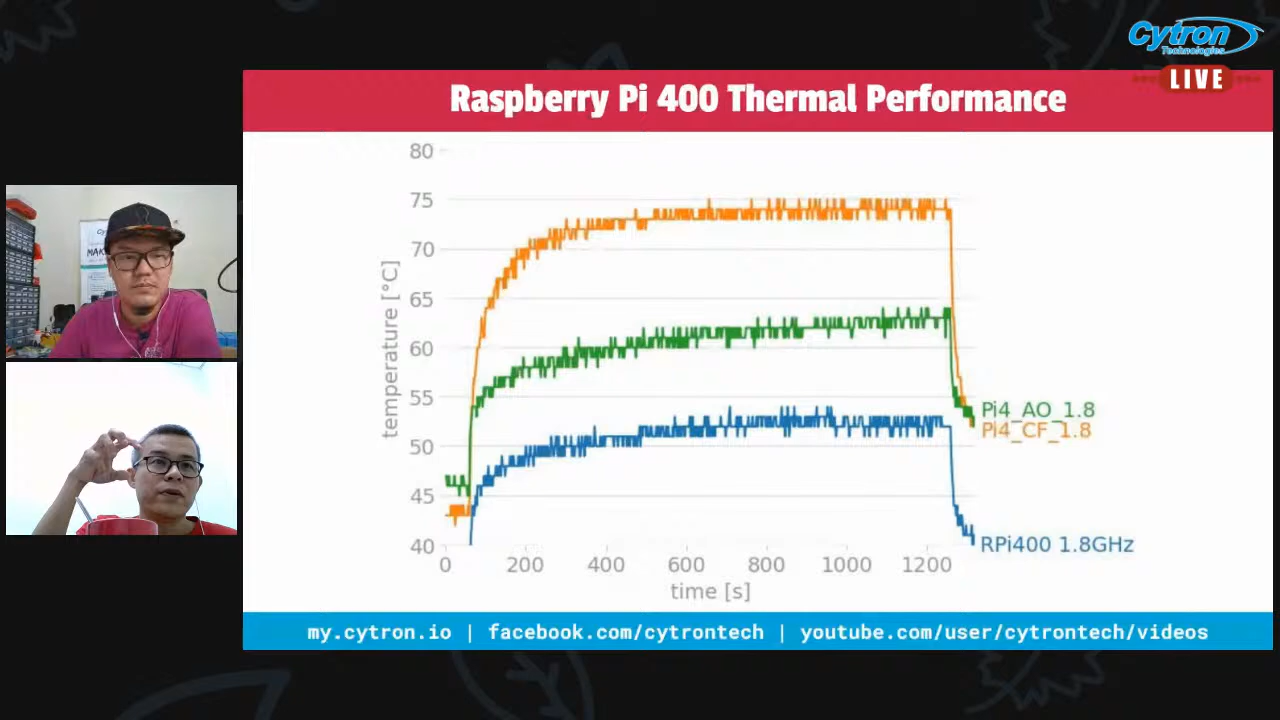 Cytron
Technologies
LIVE
Raspberry Pi 400 Thermal Performance
80
75
70
65
60
55
50
45
40
temperature [°C]
0 200 400 600 800 1000 1200
time [s]
Pi4_AO_1.8
Pi4_CF_1.8
RPi400 1.8GHz
my.cytron.io | facebook.com/cytrontech | youtube.com/user/cytrontech/videos